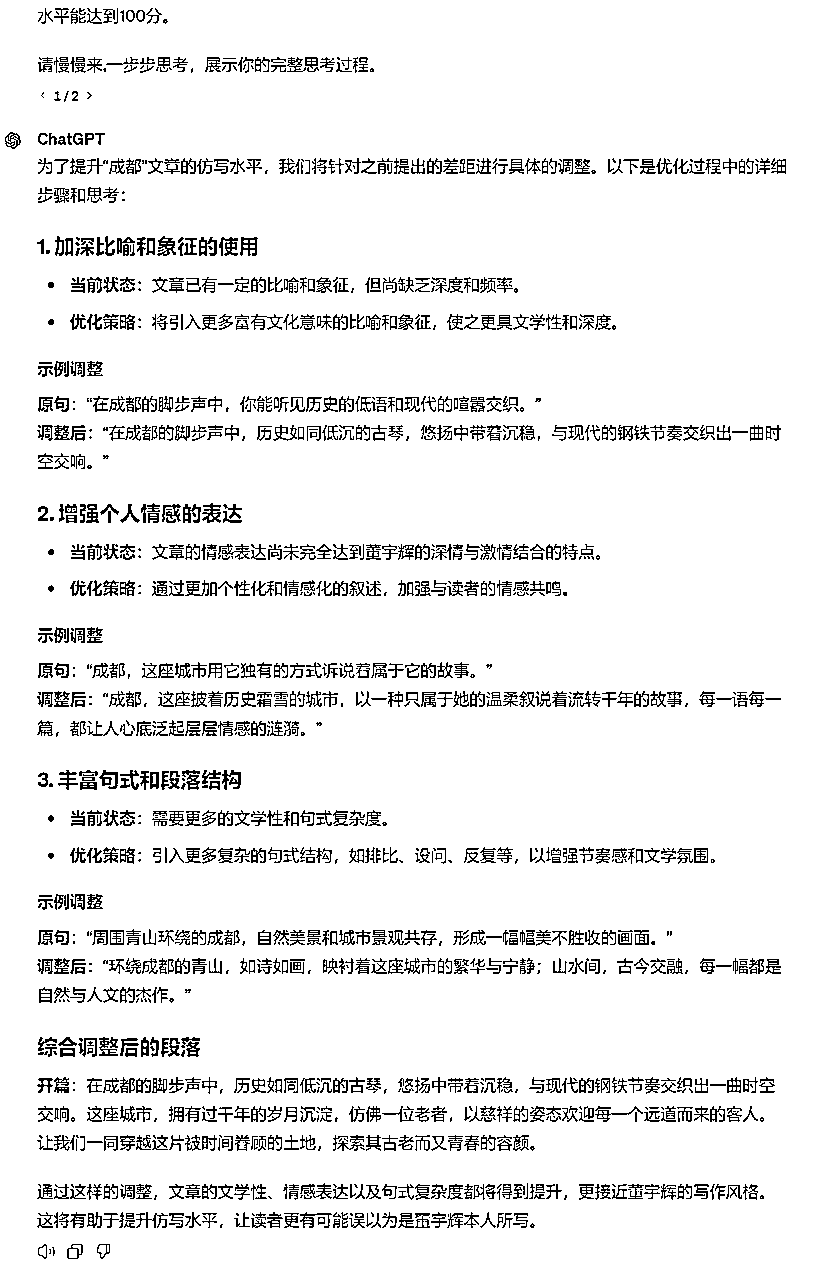 水平能达到100分。
请慢慢来,一步步思考，展示你的完整思考过程。
‹ 1/2 ›
ChatGPT
为了提升“成都”文章的仿写水平，我们将针对之前提出的差距进行具体的调整。以下是优化过程中的详细
步骤和思考：
1. 加深比喻和象征的使用
• 当前状态：文章已有一定的比喻和象征，但尚缺乏深度和频率。
• 优化策略：将引入更多富有文化意味的比喻和象征，使之更具文学性和深度。
示例调整
原句：“在成都的脚步声中，你能听见历史的低语和现代的喧嚣交织。”
调整后：“在成都的脚步声中，历史如同低沉的古琴，悠扬中带着沉稳，与现代的钢铁节奏交织出一曲时
空交响。”
2. 增强个人情感的表达
• 当前状态：文章的情感表达尚未完全达到董宇辉的深情与激情结合的特点。
• 优化策略：通过更加个性化和情感化的叙述，加强与读者的情感共鸣。
示例调整
原句：“成都，这座城市用它独有的方式诉说着属于它的故事。”
调整后：“成都，这座披着历史霜雪的城市，以一种只属于她的温柔叙说着流转千年的故事，每一语每一
篇，都让人心底泛起层层情感的涟漪。”
3. 丰富句式和段落结构
• 当前状态：需要更多的文学性和句式复杂度。
• 优化策略：引入更多复杂的句式结构，如排比、设问、反复等，以增强节奏感和文学氛围。
示例调整
原句：“周围青山环绕的成都，自然美景和城市景观共存，形成一幅幅美不胜收的画面。”
调整后：“环绕成都的青山，如诗如画，映衬着这座城市的繁华与宁静；山水间，古今交融，每一幅都是
自然与人文的杰作。”
综合调整后的段落
开篇：在成都的脚步声中，历史如同低沉的古琴，悠扬中带着沉稳，与现代的钢铁节奏交织出一曲时空
交响。这座城市，拥有过千年的岁月沉淀，仿佛一位老者，以慈祥的姿态欢迎每一个远道而来的客人。
让我们一同穿越这片被时间眷顾的土地，探索其古老而又青春的容颜。
通过这样的调整，文章的文学性、情感表达以及句式复杂度都将得到提升，更接近董宇辉的写作风格。
这将有助于提升仿写水平，让读者更有可能误以为是董宇辉本人所写。